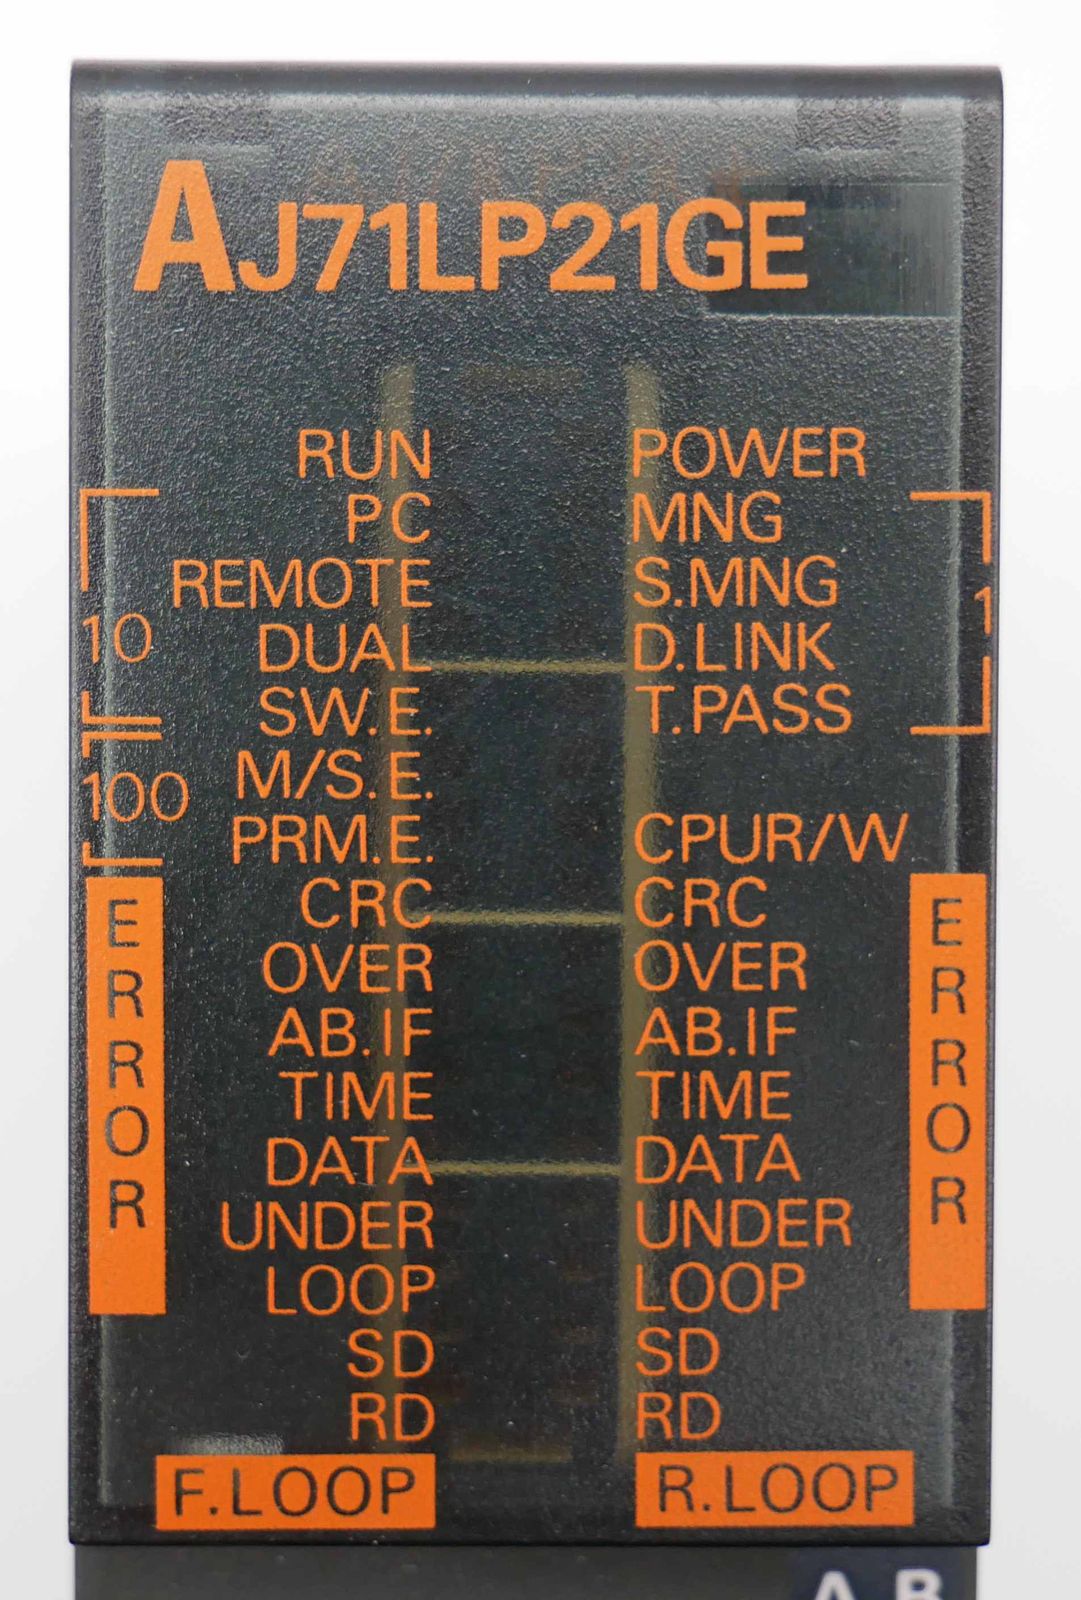 AJ71LP21GE
RUN POWER
PC MNG
REMOTE S.MNG
10 DUAL D.LINK 1
SW.E. T.PASS
100 M/S.E.
PRM.E. CPUR/W
CRC CRC
OVER OVER
AB.IF AB.IF
TIME TIME
DATA DATA
UNDER UNDER
LOOP LOOP
SD SD
RD RD
ERROR ERROR
F.LOOP R.LOOP
A B